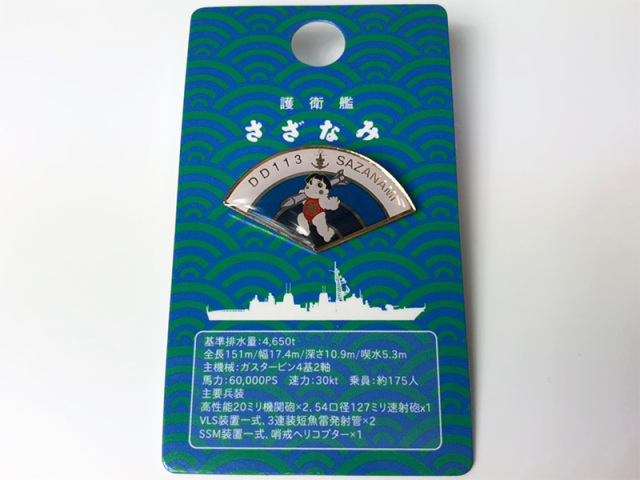 護衛艦
さざなみ
DD113 SAZANAMI
基準排水量:4,650t
全長151m/幅17.4m/深さ10.9m/喫水5.3m
主機械:ガスタービン4基2軸
馬力:60,000PS 速力:30kt 乗員:約175人
主要兵装
高性能20ミリ機関砲×2、54口径127ミリ速射砲x1
VLS装置一式、3連装短魚雷発射管×2
SSM装置一式、哨戒ヘリコプター×1